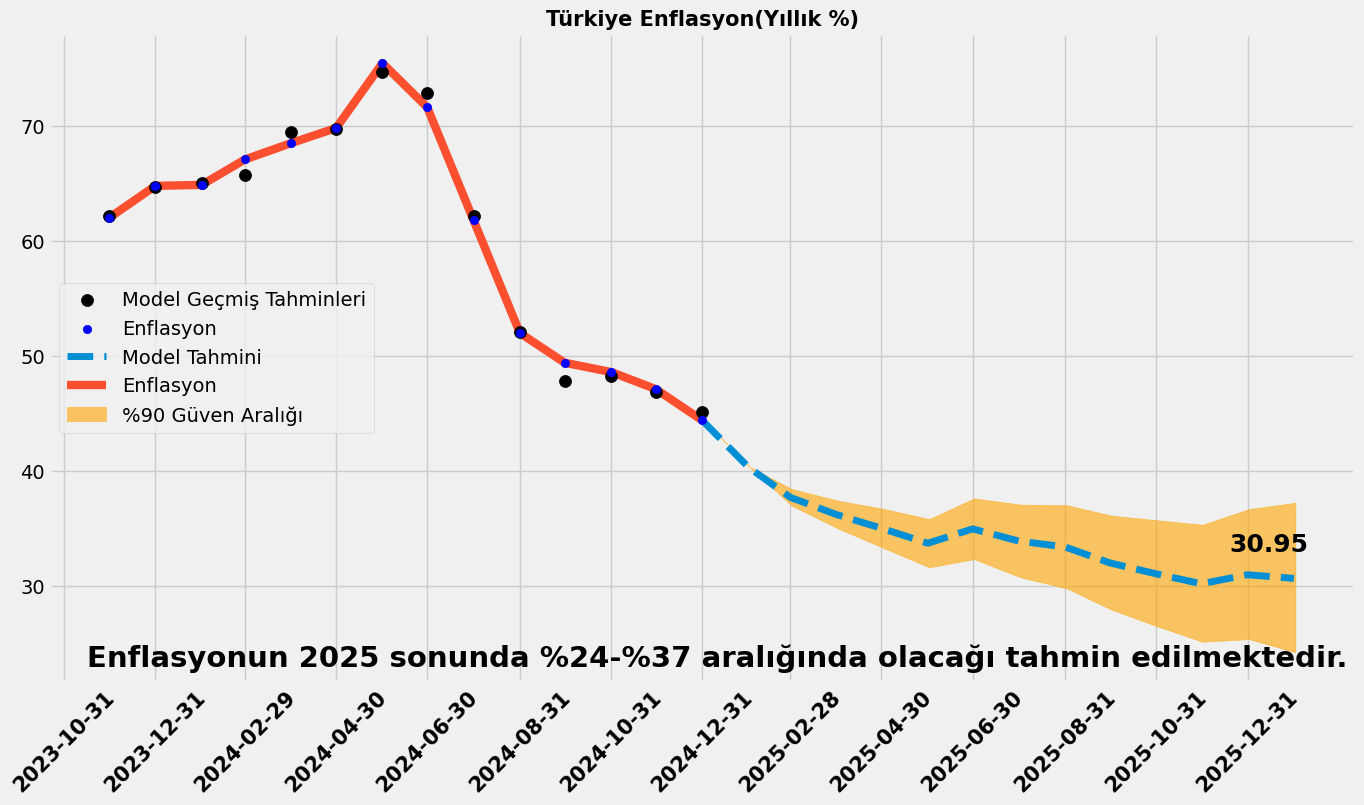 Türkiye Enflasyon(Yıllık %)
70
60
50
40
30
Model Geçmiş Tahminleri
Enflasyon
Model Tahmini
Enflasyon
%90 Güven Aralığı
30.95
Enflasyonun 2025 sonunda %24-%37 aralığında olacağı tahmin edilmektedir.
2023-10-31
2023-12-31
2024-02-29
2024-04-30
2024-06-30
2024-08-31
2024-10-31
2024-12-31
2025-02-28
2025-04-30
2025-06-30
2025-08-31
2025-10-31
2025-12-31